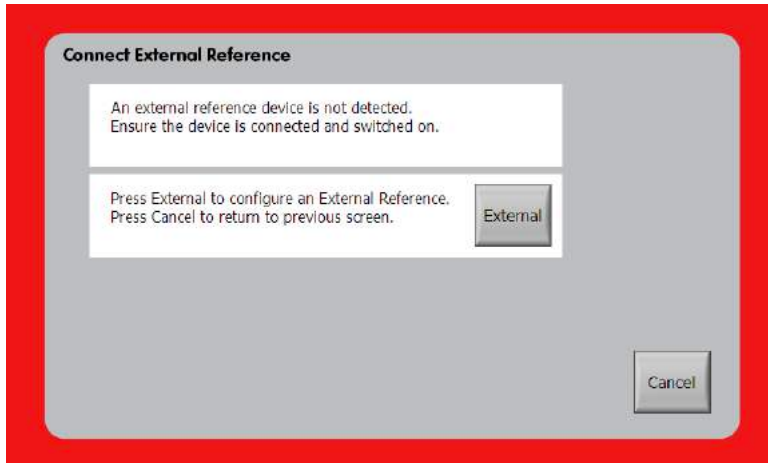 Connect External Reference
An external reference device is not detected.
Ensure the device is connected and switched on.
Press External to configure an External Reference.
Press Cancel to return to previous screen.
External
Cancel